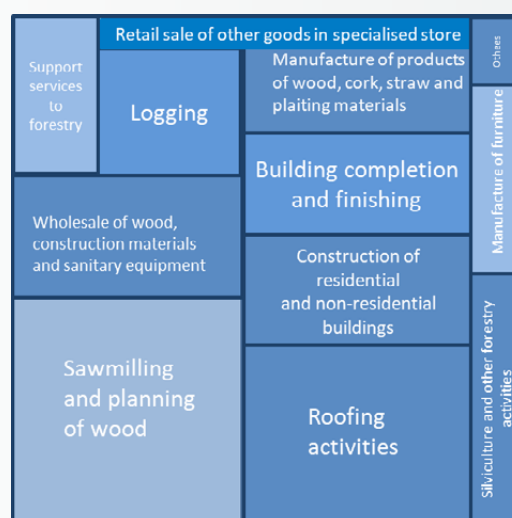 Retail sale of other goods in specialised store
Support
services
to
forestry
Logging
Manufacture of products
of wood, cork, straw and
plaiting materials
Othees
Building completion
and finishing
Manufacture of furniture
Wholesale of wood,
construction materials
and sanitary equipment
Construction of
residential
and non-residential
buildings
Sawmilling
and planning
of wood
Roofing
activities
Silviculture and other forestry
activities